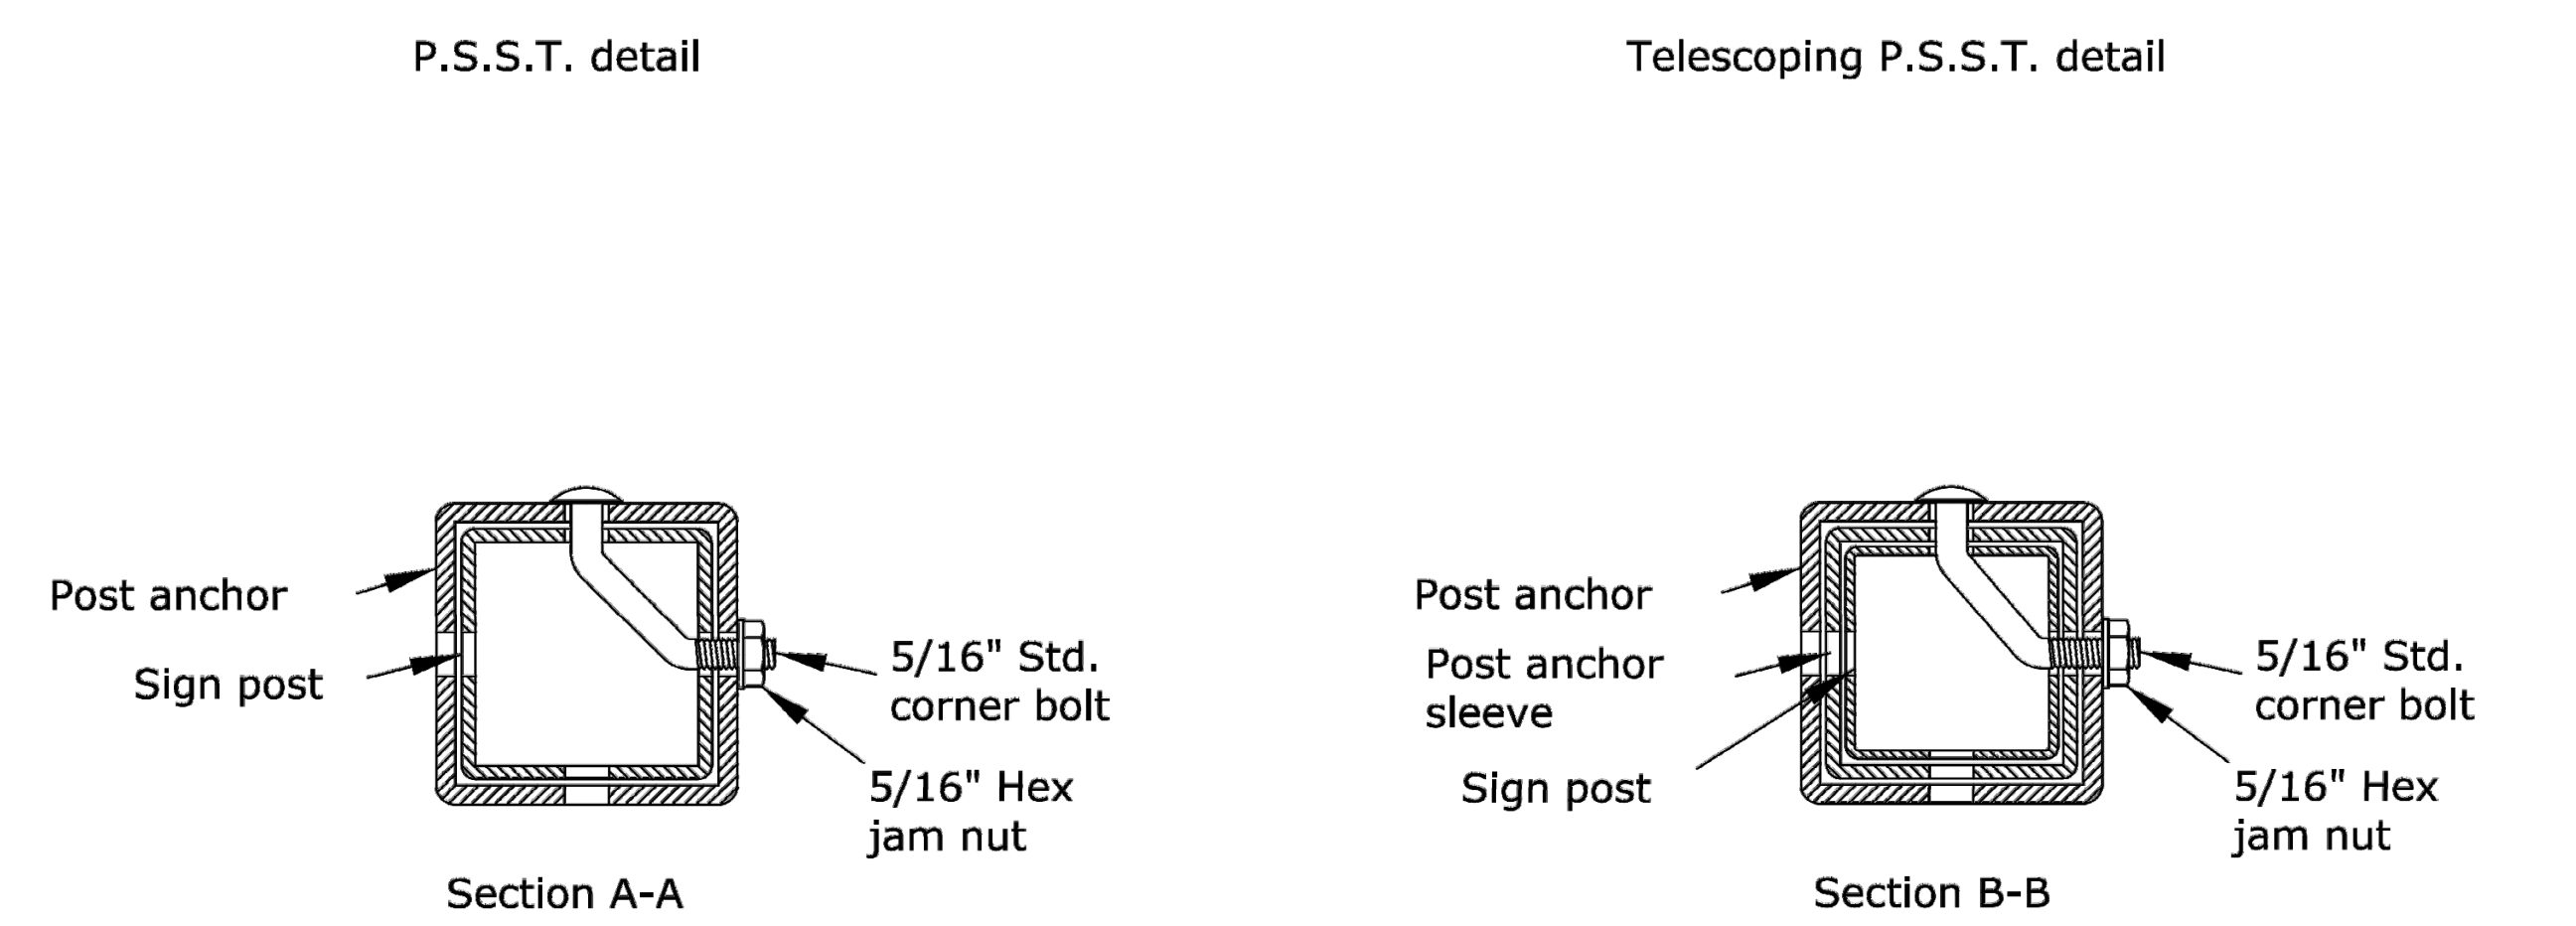 P.S.S.T. detail
Post anchor
Sign post
5/16" Std.
corner bolt
5/16" Hex
jam nut
Section A-A
Telescoping P.S.S.T. detail
Post anchor
Post anchor
sleeve
Sign post
5/16" Std.
corner bolt
5/16" Hex
jam nut
Section B-B